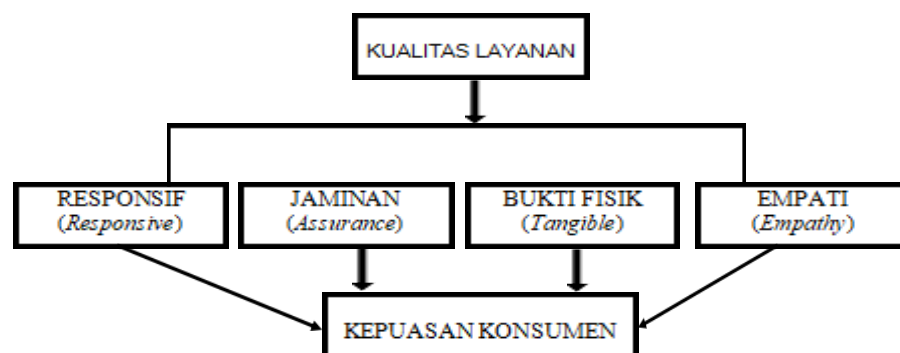 KUALITAS LAYANAN
RESPONSIF
(Responsive)
JAMINAN
(Assurance)
BUKTI FISIK
(Tangible)
EMPATI
(Empathy)
KEPUASAN KONSUMEN